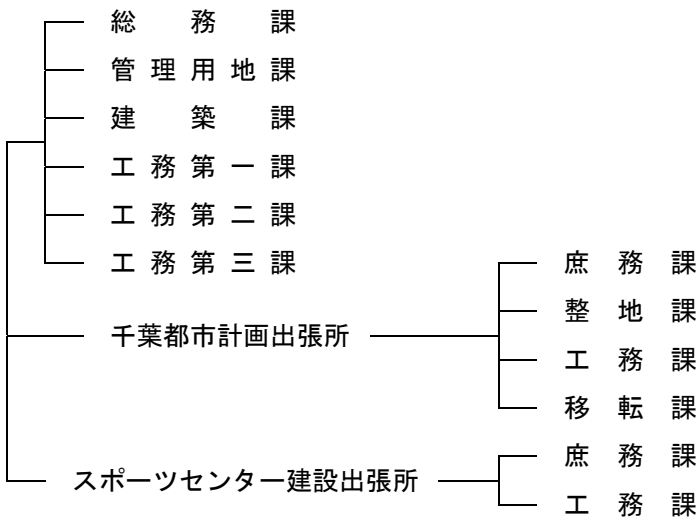 総務課
管理用地課
建築課
工務第一課
工務第二課
工務第三課
千葉都市計画出張所
庶務課
整地課
工務課
移転課
スポーツセンター建設出張所
庶務課
工務課